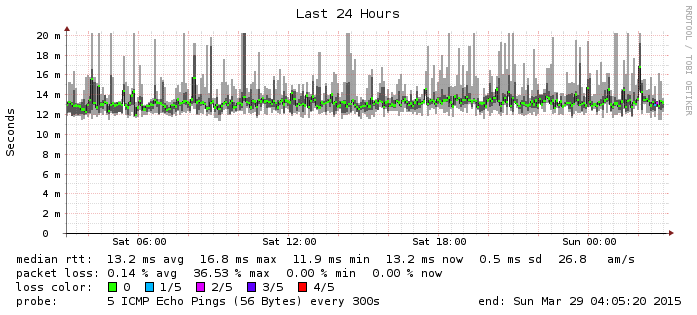 Last 24 Hours
RRDTOOL / TOBI OETIKER
Seconds
20 m
18 m
16 m
14 m
12 m
10 m
8 m
6 m
4 m
2 m
0
Sat 06:00 Sat 12:00 Sat 18:00 Sun 00:00
median rtt: 13.2 ms avg 16.8 ms max 11.9 ms min 13.2 ms now 0.5 ms sd 26.8 am/s
packet loss: 0.14 % avg 36.53 % max 0.00 % min 0.00 % now
loss color: 0 1/5 2/5 3/5 4/5
probe: 5 ICMP Echo Pings (56 Bytes) every 300s end: Sun Mar 29 04:05:20 2015